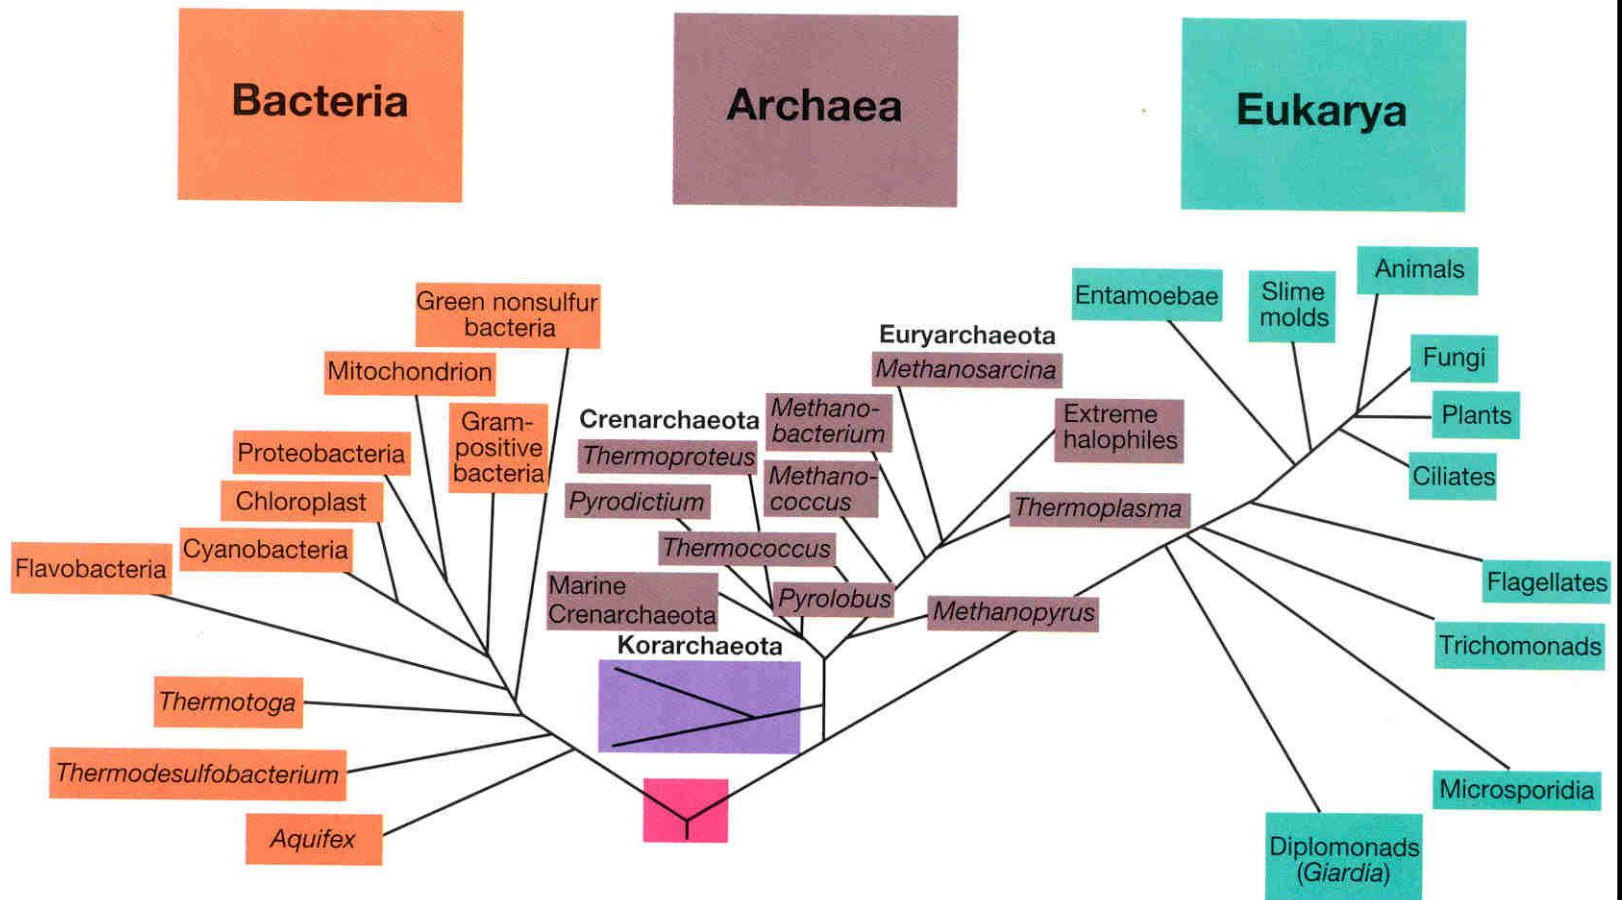 Bacteria
Archaea
Eukarya
Green nonsulfur
bacteria
Mitochondrion
Gram-
positive
bacteria
Proteobacteria
Chloroplast
Cyanobacteria
Flavobacteria
Thermotoga
Thermodesulfobacterium
Aquifex
Crenarchaeota
Thermoproteus
Pyrodictium
Thermococcus
Marine
Crenarchaeota
Pyrolobus
Korarchaeota
Euryarchaeota
Methanosarcina
Methano-
bacterium
Methano-
coccus
Extreme
halophiles
Thermoplasma
Methanopyrus
Entamoebae
Slime
molds
Animals
Fungi
Plants
Ciliates
Flagellates
Trichomonads
Microsporidia
Diplomonads
(Giardia)